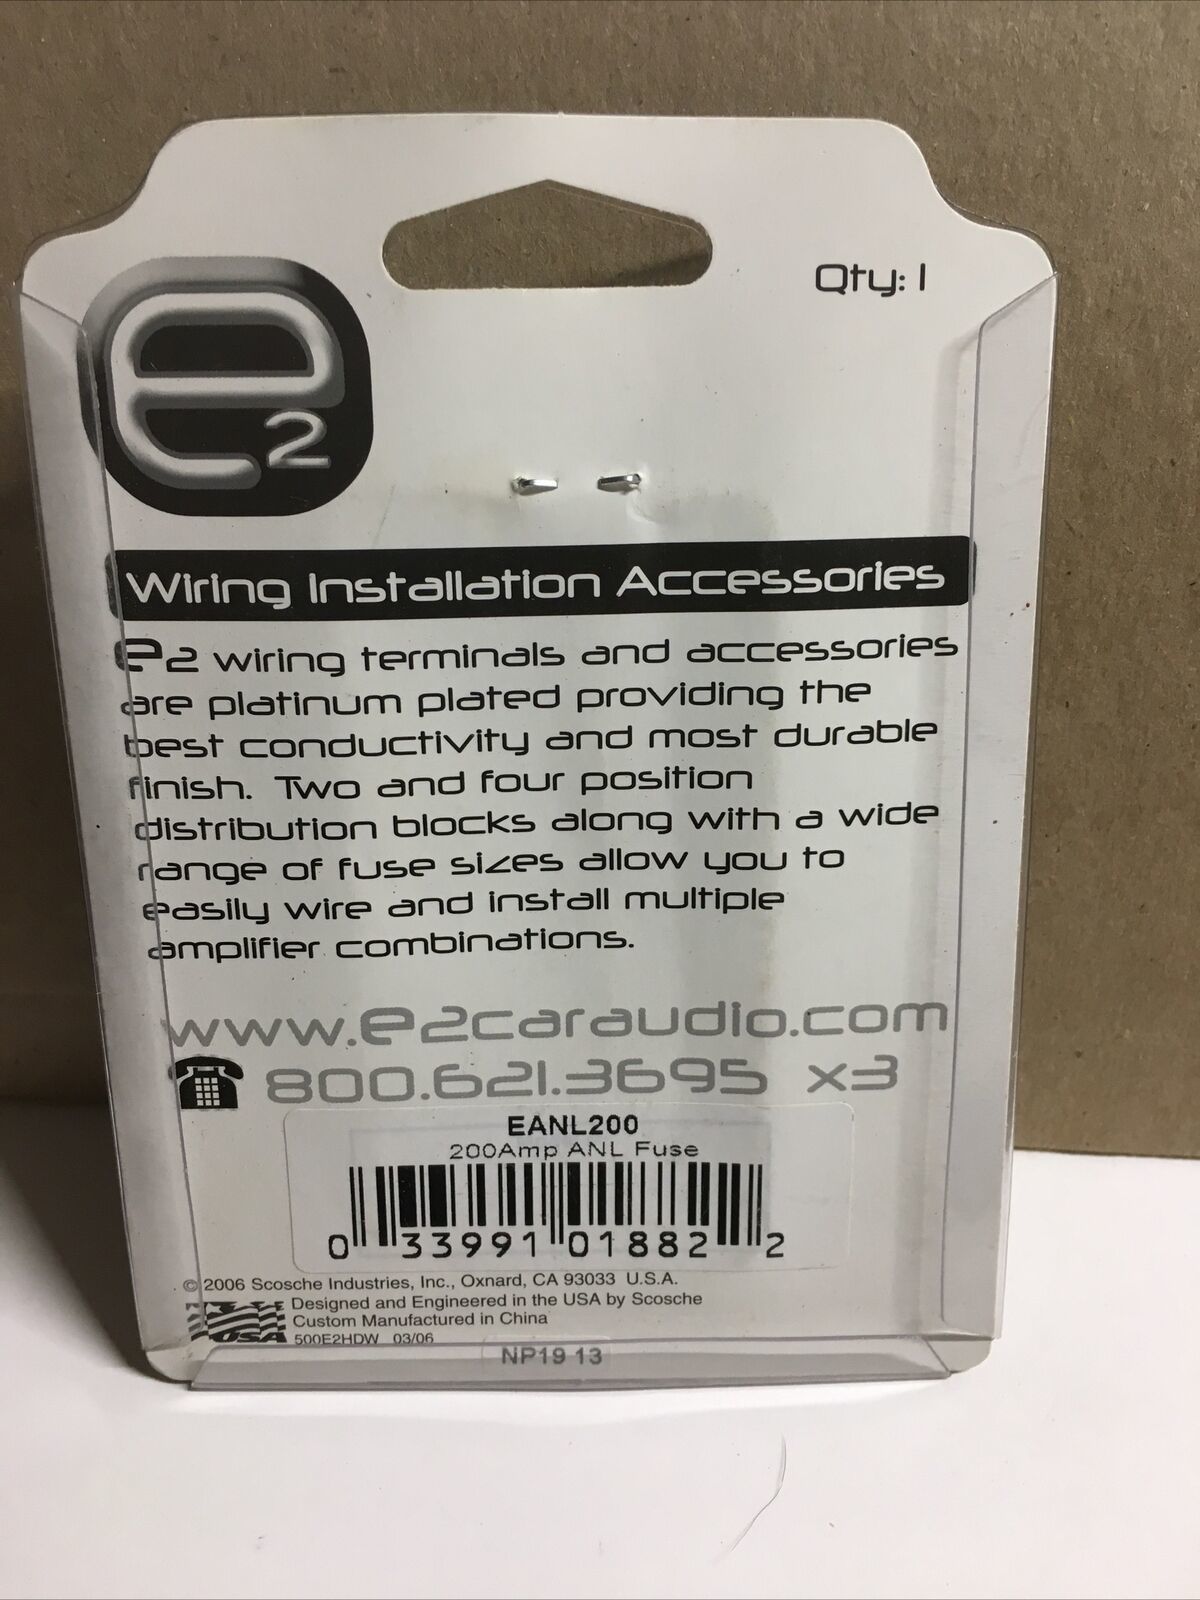 Qty: 1
e2
Wiring Installation Accessories
e2 wiring terminals and accessories
are platinum plated providing the
best conductivity and most durable
finish. Two and four position
distribution blocks along with a wide
range of fuse sizes allow you to
easily wire and install multiple
amplifier combinations.
www.e2caraudio.com
800.621.3695 x3
EANL200
200Amp ANL Fuse
0 33991 01882 2
© 2006 Scosche Industries, Inc., Oxnard, CA 93033 U.S.A.
Designed and Engineered in the USA by Scosche
Custom Manufactured in China
USA
500E2HDW 03/06
NP19 13